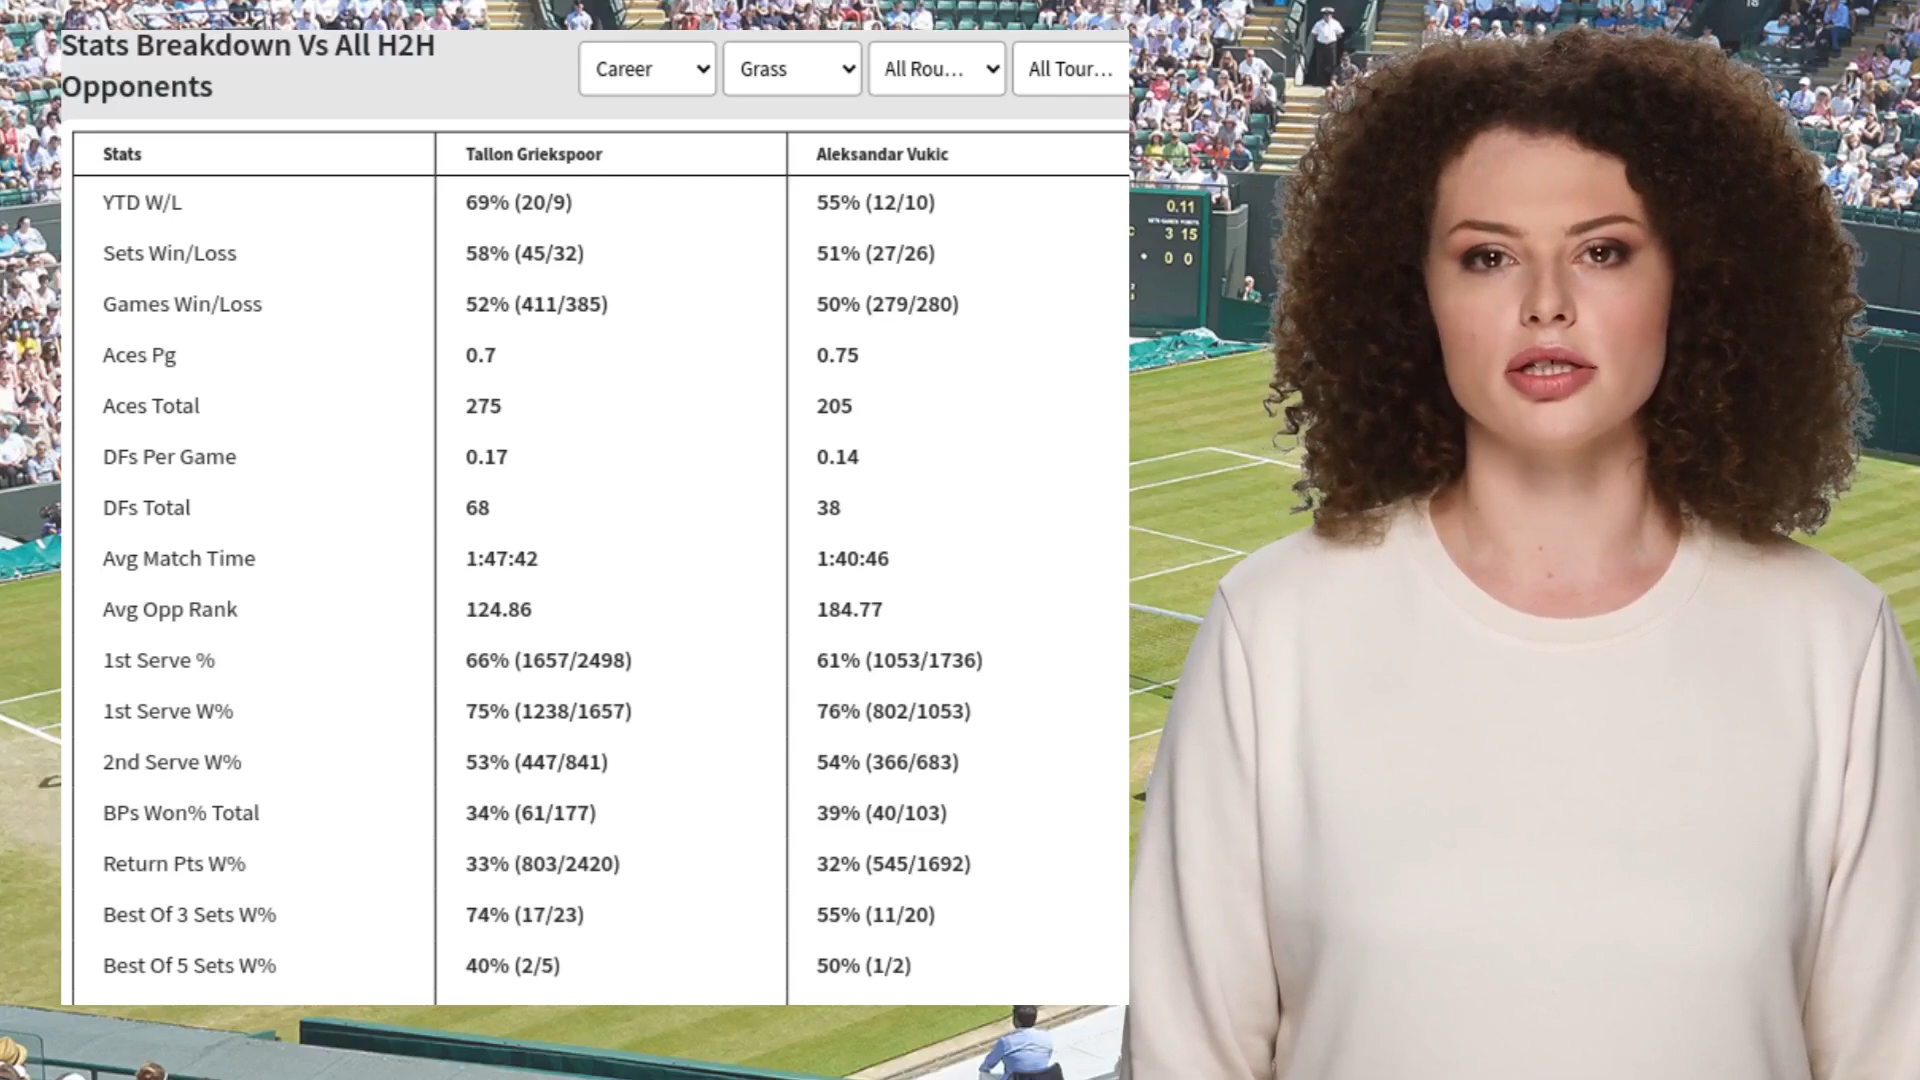 Stats Breakdown Vs All H2H
Opponents
Career
Grass
All Rou...
All Tour...
Stats Tallon Griekspoor Aleksandar Vukic
YTD W/L 69% (20/9) 55% (12/10)
Sets Win/Loss 58% (45/32) 51% (27/26)
Games Win/Loss 52% (411/385) 50% (279/280)
Aces Pg 0.7 0.75
Aces Total 275 205
DFs Per Game 0.17 0.14
DFs Total 68 38
Avg Match Time 1:47:42 1:40:46
Avg Opp Rank 124.86 184.77
1st Serve % 66% (1657/2498) 61% (1053/1736)
1st Serve W% 75% (1238/1657) 76% (802/1053)
2nd Serve W% 53% (447/841) 54% (366/683)
BPs Won% Total 34% (61/177) 39% (40/103)
Return Pts W% 33% (803/2420) 32% (545/1692)
Best Of 3 Sets W% 74% (17/23) 55% (11/20)
Best Of 5 Sets W% 40% (2/5) 50% (1/2)
0.11
3 15
0 0
18